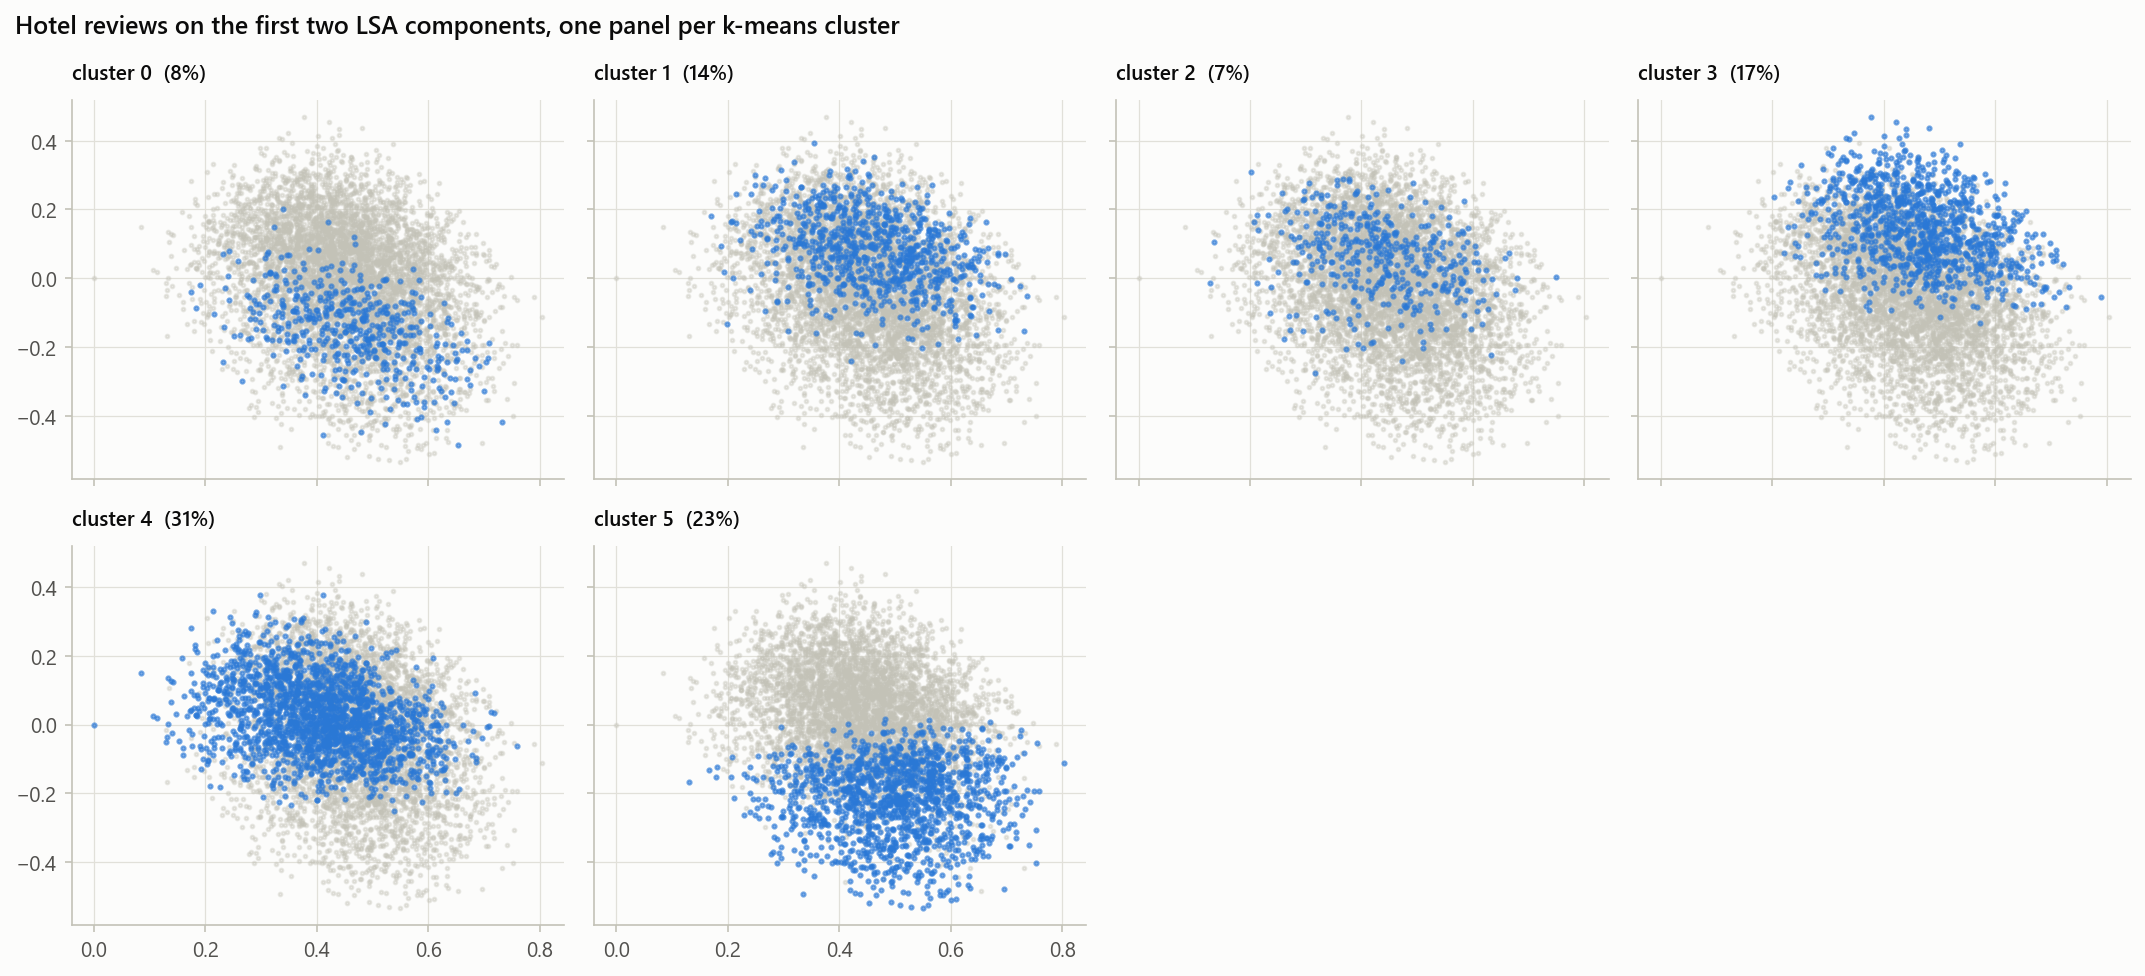 Hotel reviews on the first two LSA components, one panel per k-means cluster
cluster 0 (8%)
cluster 1 (14%)
cluster 2 (7%)
cluster 3 (17%)
0.4
0.2
0.0
−0.2
−0.4
cluster 4 (31%)
cluster 5 (23%)
0.4
0.2
0.0
−0.2
−0.4
0.0 0.2 0.4 0.6 0.8
0.0 0.2 0.4 0.6 0.8